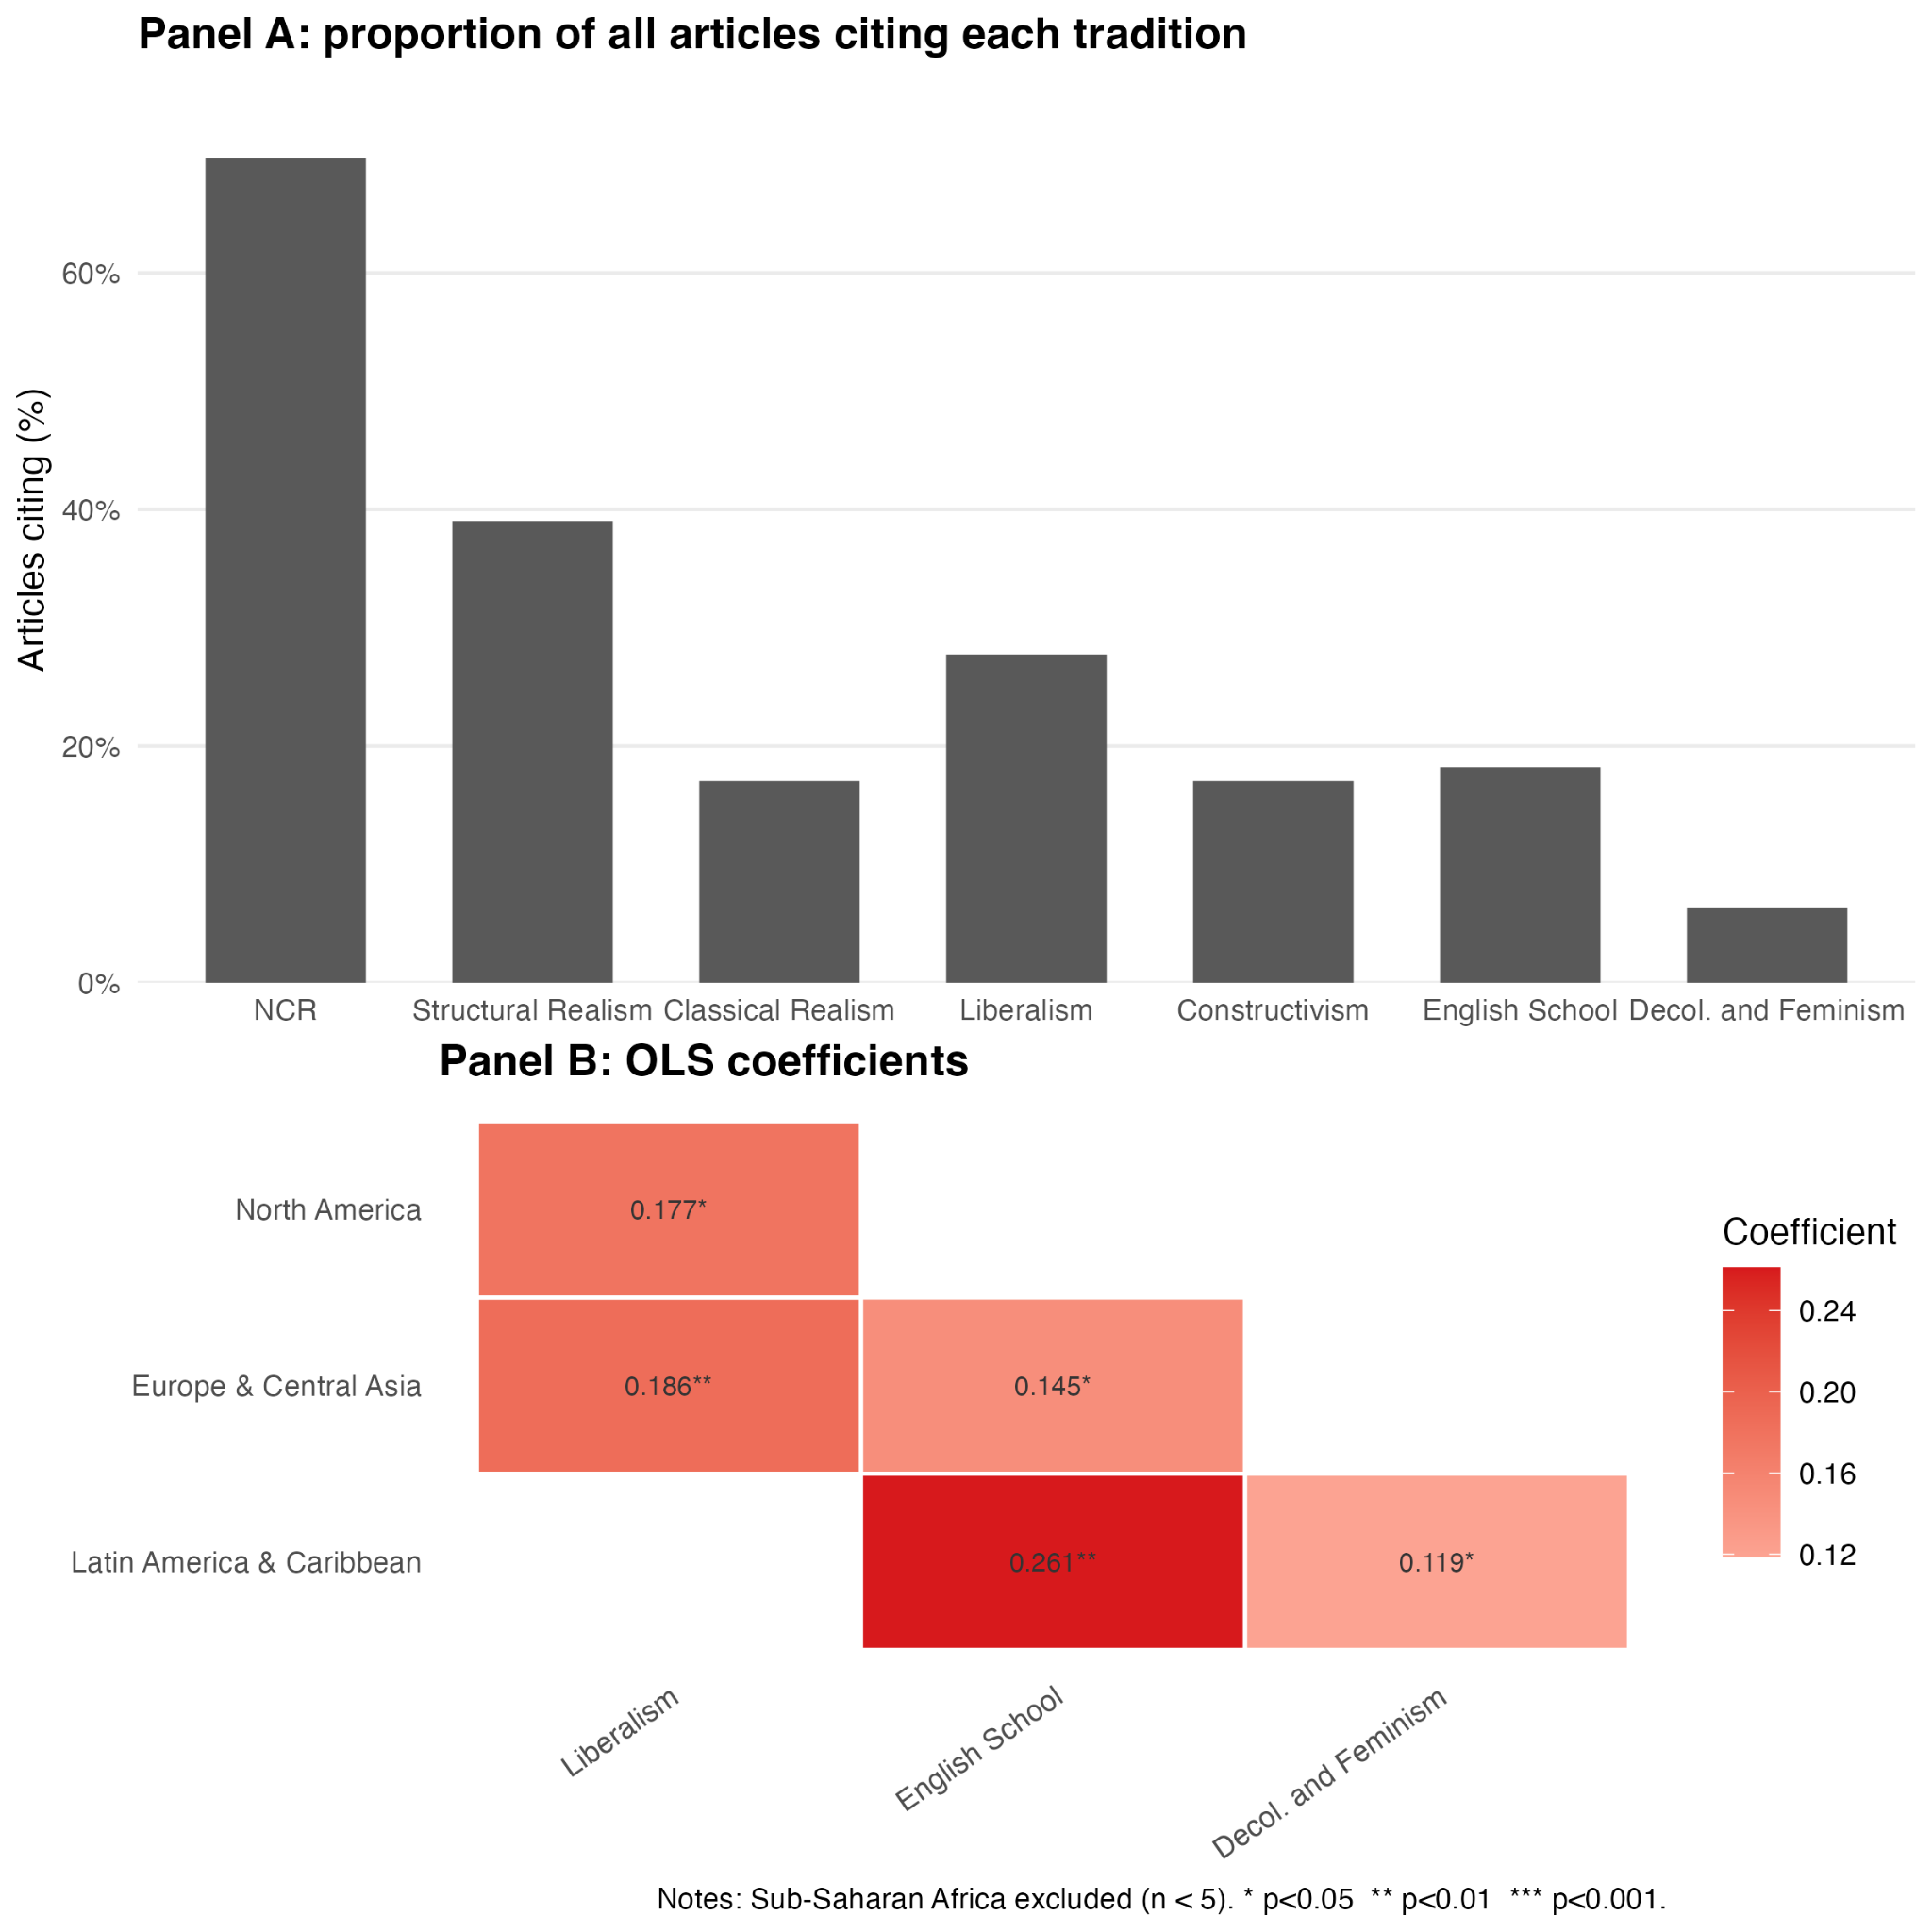 Panel A: proportion of all articles citing each tradition
Articles citing (%)
60%
40%
20%
0%
NCR
Structural Realism
Classical Realism
Liberalism
Constructivism
English School
Decol. and Feminism
Panel B: OLS coefficients
North America
0.177*
Europe & Central Asia
0.186**
0.145*
Latin America & Caribbean
0.261**
0.119*
Coefficient
0.24
0.20
0.16
0.12
Liberalism
English School
Decol. and Feminism
Notes: Sub-Saharan Africa excluded (n < 5). * p<0.05 ** p<0.01 *** p<0.001.